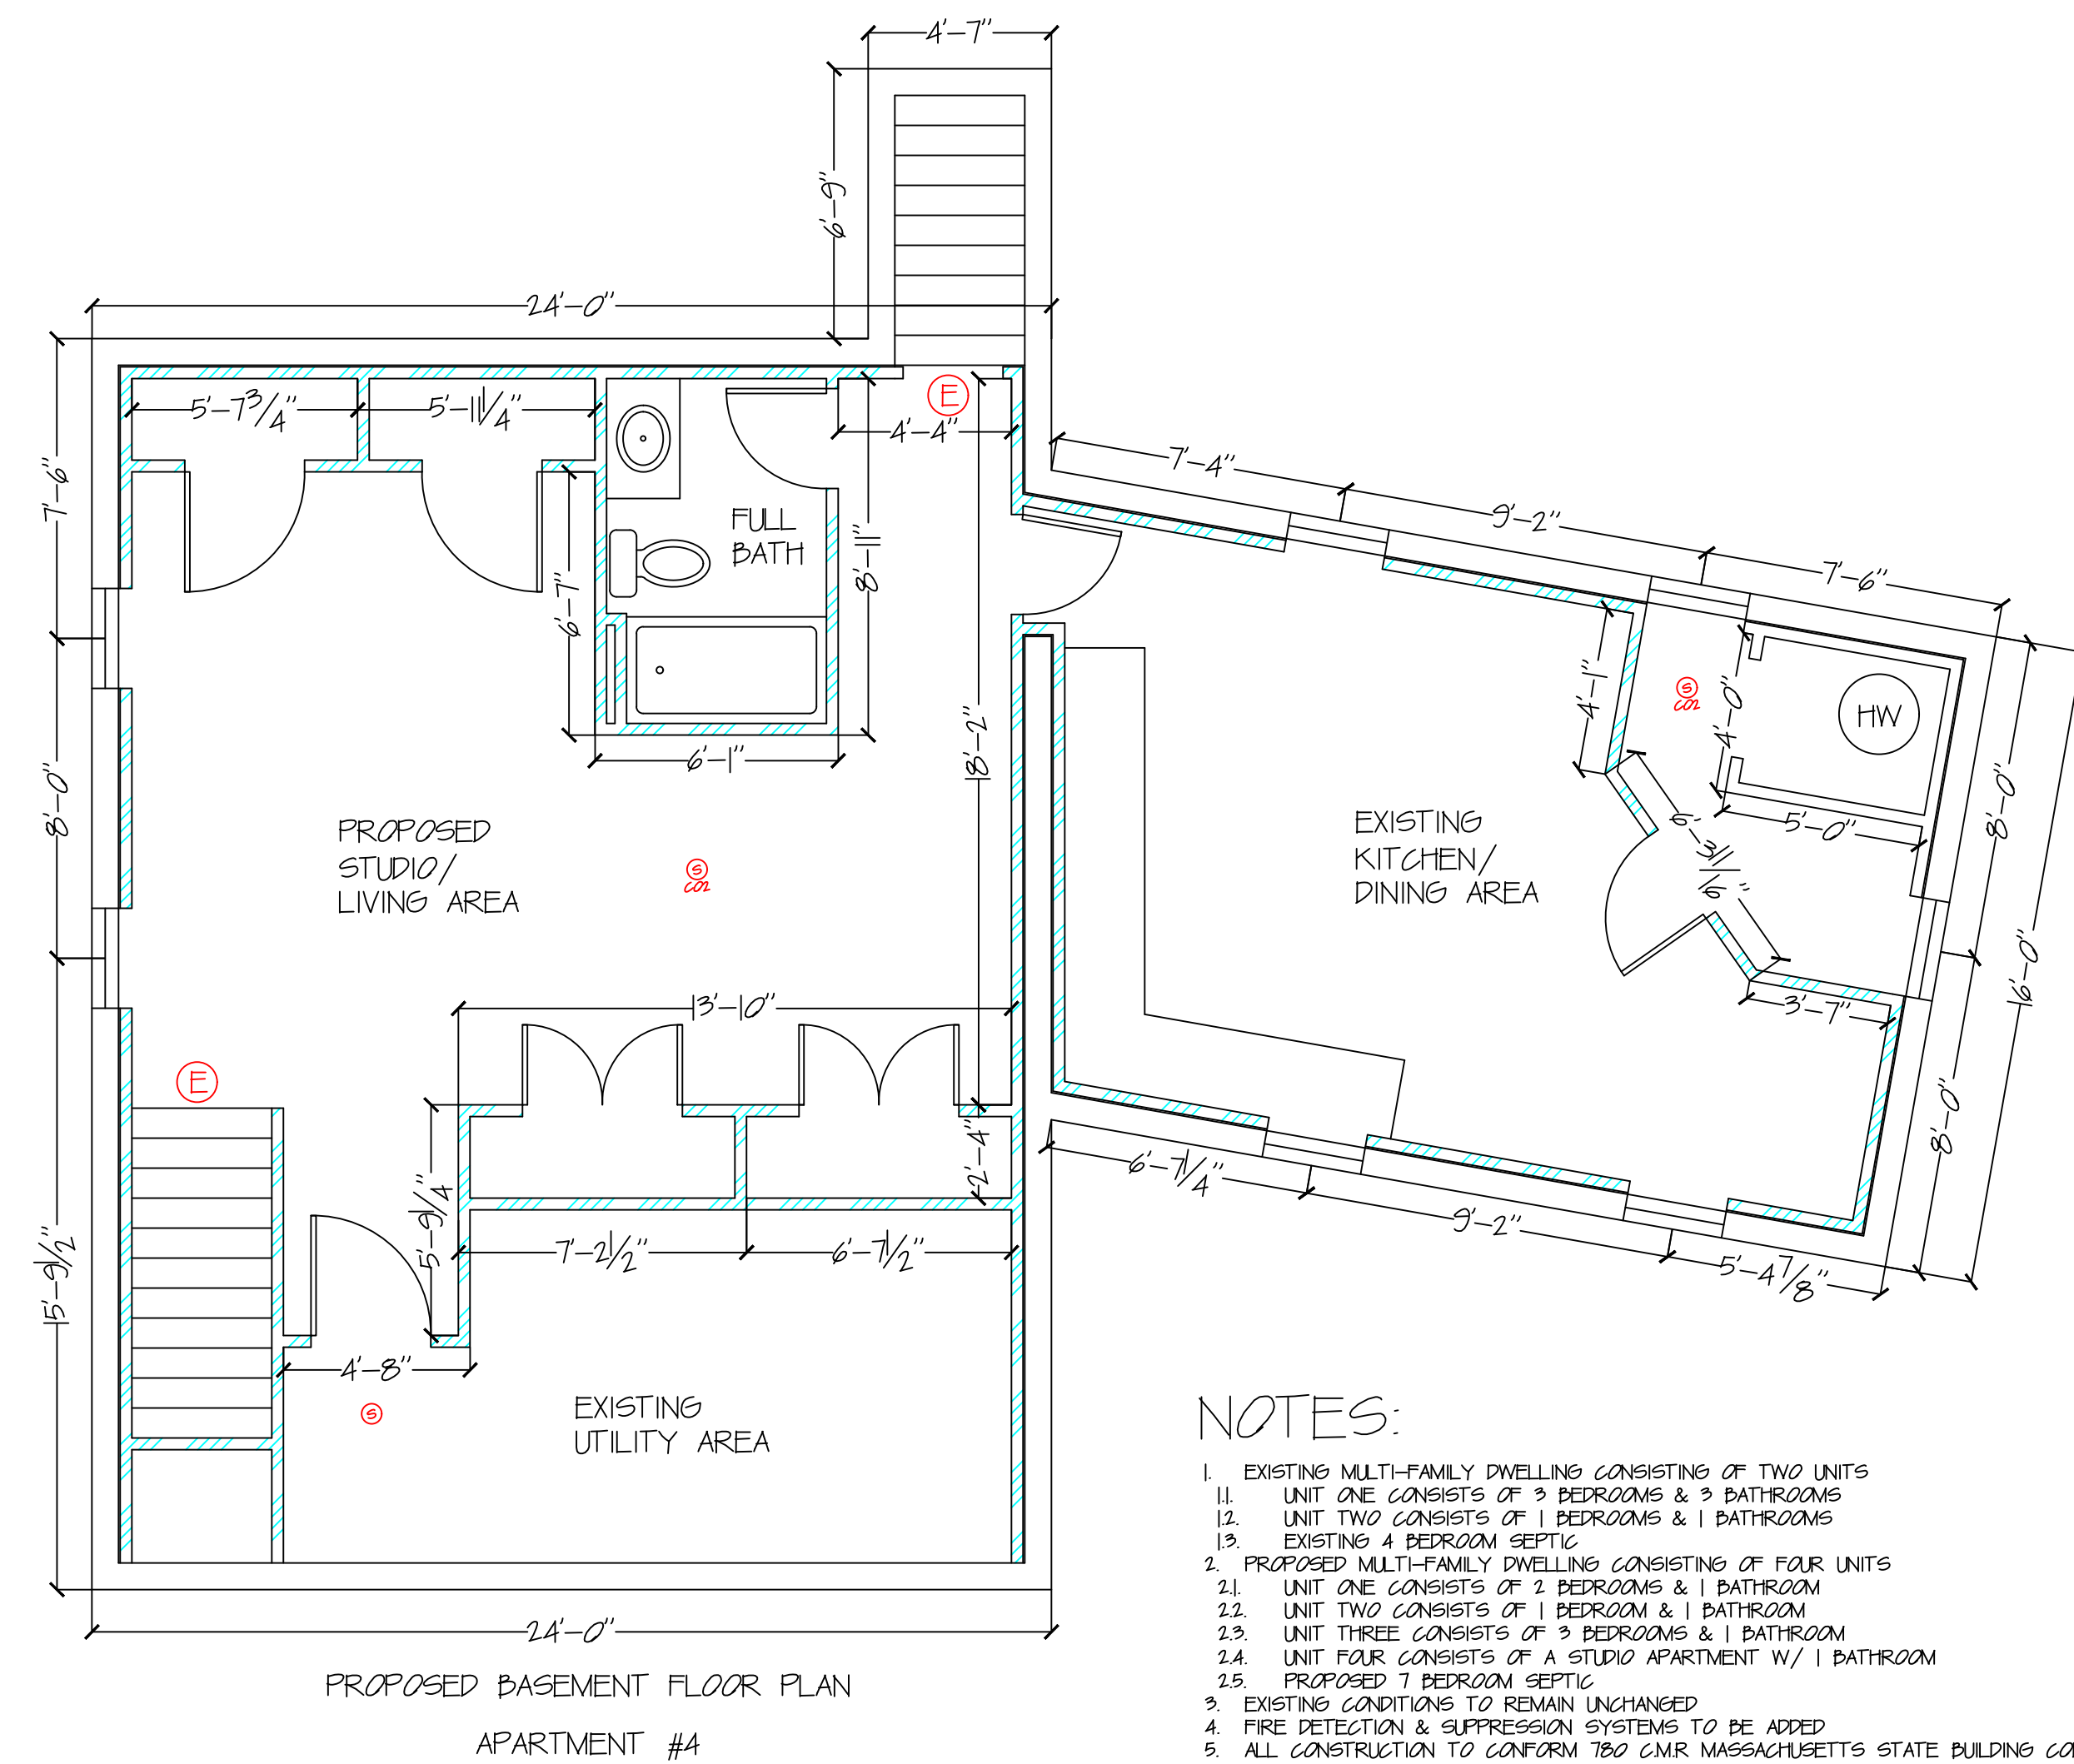 4'-7"
6'-9"
24'-0"
5'-7 3/4"
5'-11 1/4"
E
4'-4"
7'-4"
7'-6"
9'-2"
FULL
BATH
8'-11"
7'-6"
6'-7"
4'-1"
S
CO2
4'-0"
HW
6'-1"
18'-2"
8'-0"
8'-0"
5'-0"
PROPOSED
STUDIO/
LIVING AREA
S
CO2
EXISTING
KITCHEN/
DINING AREA
6'-3 11/16"
16'-0"
13'-10"
3'-7"
E
8'-0"
2'-4"
5'-9 1/4"
6'-7 1/4"
15'-9 1/2"
7'-2 1/2"
6'-7 1/2"
9'-2"
5'-4 7/8"
4'-8"
S
EXISTING
UTILITY AREA
24'-0"
PROPOSED BASEMENT FLOOR PLAN
APARTMENT #4
NOTES:
1. EXISTING MULTI-FAMILY DWELLING CONSISTING OF TWO UNITS
1.1. UNIT ONE CONSISTS OF 3 BEDROOMS & 3 BATHROOMS
1.2. UNIT TWO CONSISTS OF 1 BEDROOMS & 1 BATHROOMS
1.3. EXISTING 4 BEDROOM SEPTIC
2. PROPOSED MULTI-FAMILY DWELLING CONSISTING OF FOUR UNITS
2.1. UNIT ONE CONSISTS OF 2 BEDROOMS & 1 BATHROOM
2.2. UNIT TWO CONSISTS OF 1 BEDROOM & 1 BATHROOM
2.3. UNIT THREE CONSISTS OF 3 BEDROOMS & 1 BATHROOM
2.4. UNIT FOUR CONSISTS OF A STUDIO APARTMENT W/ 1 BATHROOM
2.5. PROPOSED 7 BEDROOM SEPTIC
3. EXISTING CONDITIONS TO REMAIN UNCHANGED
4. FIRE DETECTION & SUPPRESSION SYSTEMS TO BE ADDED
5. ALL CONSTRUCTION TO CONFORM 780 C.M.R MASSACHUSETTS STATE BUILDING